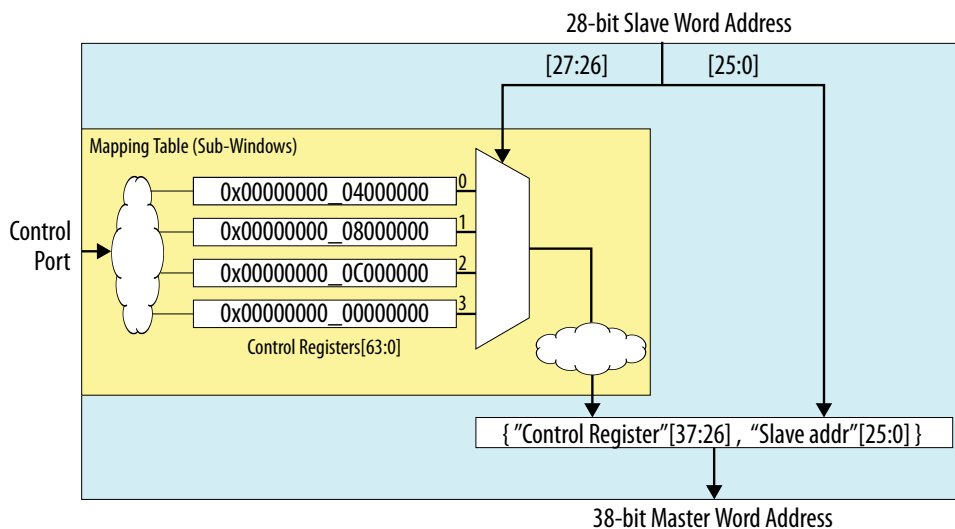 28-bit Slave Word Address
[27:26]
[25:0]
Mapping Table (Sub-Windows)
0x00000000_04000000
0
0x00000000_08000000
1
0x00000000_0C000000
2
0x00000000_00000000
3
Control
Port
Control Registers[63:0]
{ "Control Register"[37:26] , “Slave addr”[25:0] }
38-bit Master Word Address